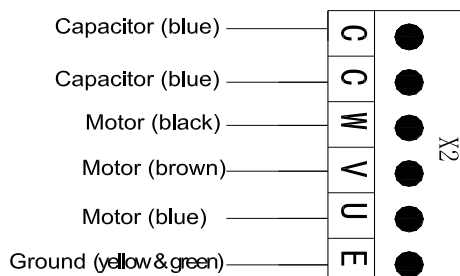 Capacitor (blue) C
Capacitor (blue) C
Motor (black) W
Motor (brown) V
Motor (blue) U
Ground (yellow & green) E
X2